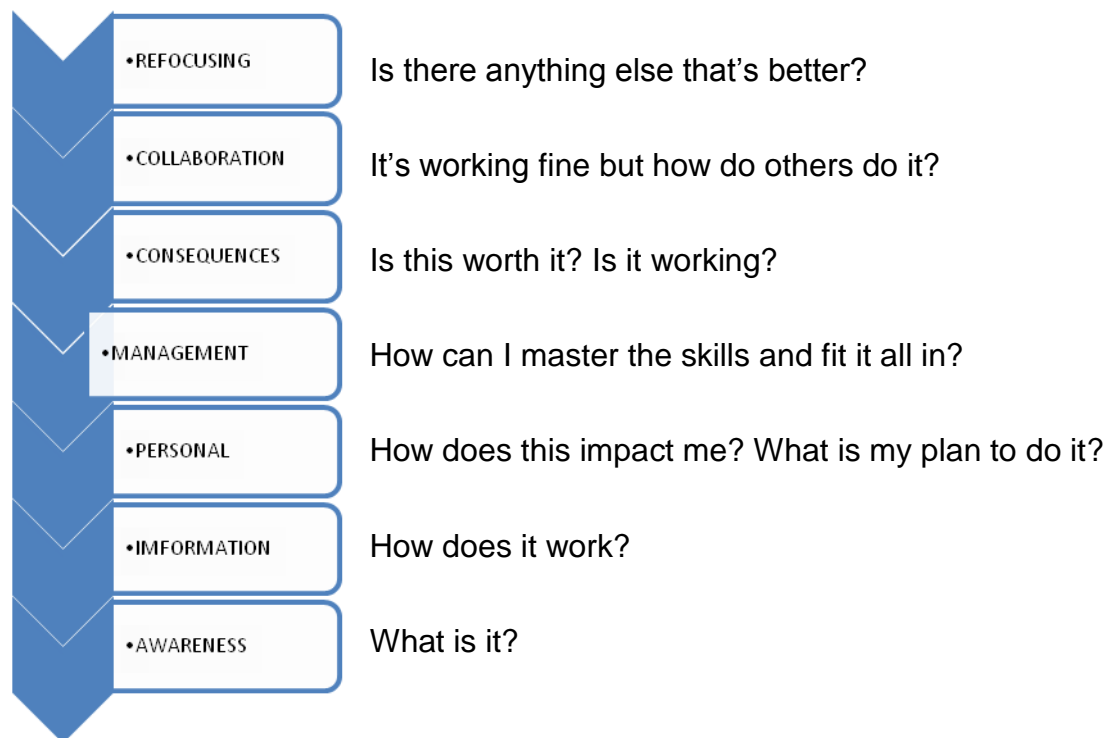 •REFOCUSING
Is there anything else that’s better?
•COLLABORATION
It’s working fine but how do others do it?
•CONSEQUENCES
Is this worth it? Is it working?
•MANAGEMENT
How can I master the skills and fit it all in?
•PERSONAL
How does this impact me? What is my plan to do it?
•IMFORMATION
How does it work?
•AWARENESS
What is it?